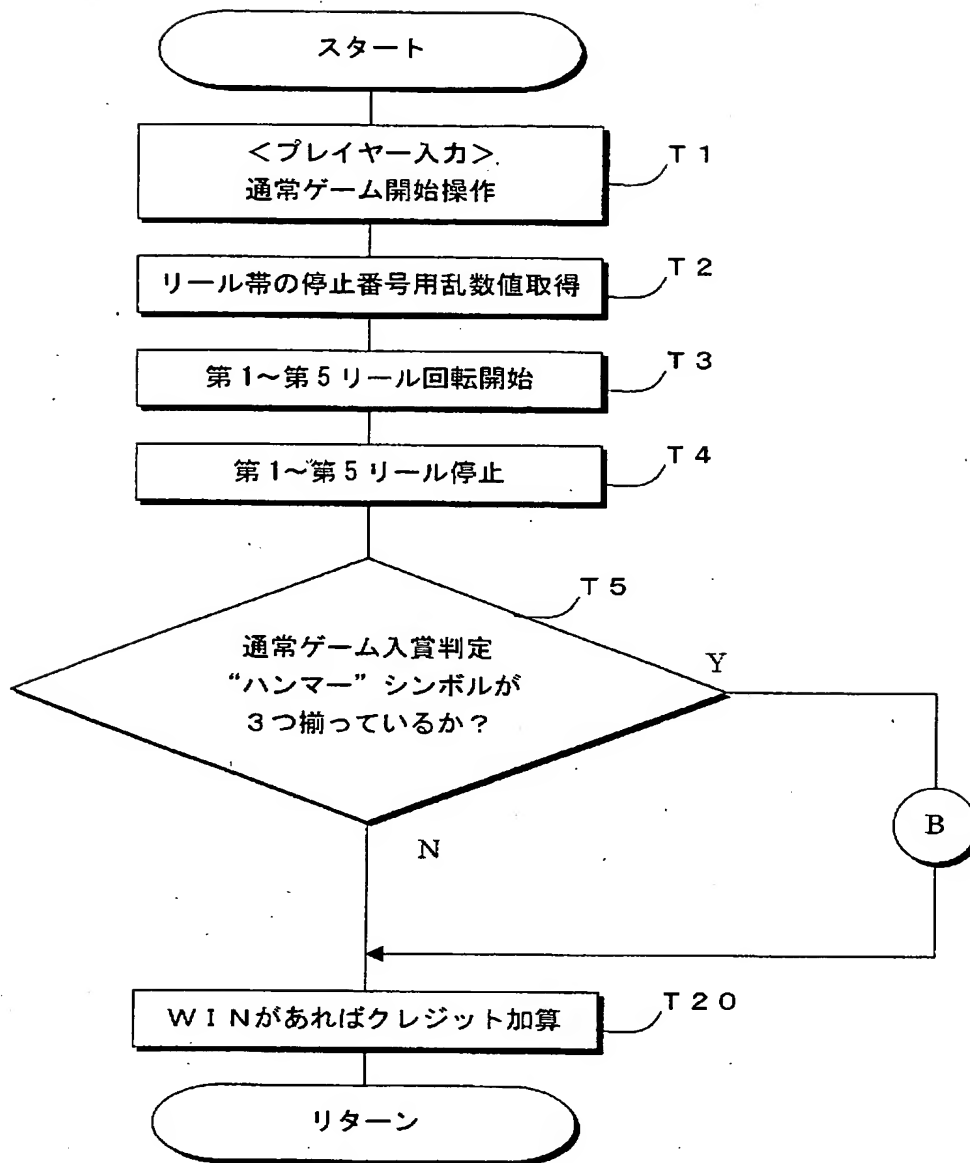 スタート
＜プレイヤー入力＞
通常ゲーム開始操作
Ｔ１
リール帯の停止番号用乱数値取得
Ｔ２
第１～第５リール回転開始
Ｔ３
第１～第５リール停止
Ｔ４
Ｔ５
通常ゲーム入賞判定
“ハンマー”シンボルが
３つ揃っているか？
Y
B
N
ＷＩＮがあればクレジット加算
Ｔ２０
リターン